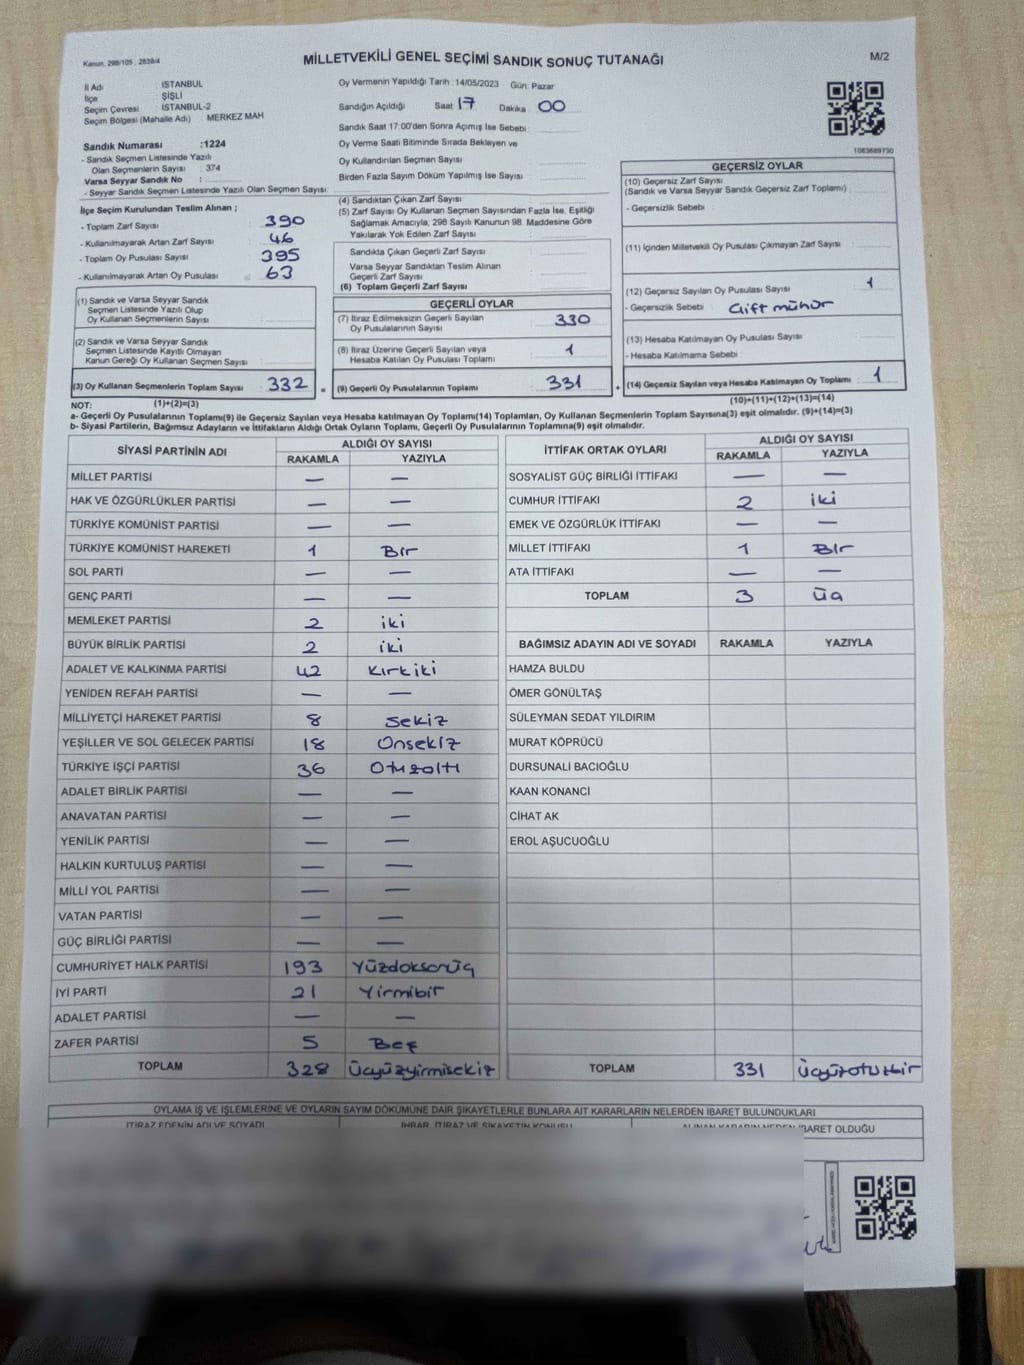 Kanun, 298/105 , 2839/4
MİLLETVEKİLİ GENEL SEÇİMİ SANDIK SONUÇ TUTANAĞI
M/2
İl Adı : İSTANBUL
İlçe : ŞİŞLİ
Seçim Çevresi : İSTANBUL-2
Seçim Bölgesi (Mahalle Adı) : MERKEZ MAH
Sandık Numarası :1224
- Sandık Seçmen Listesinde Yazılı
Olan Seçmenlerin Sayısı : 374
Varsa Seyyar Sandık No :
- Seyyar Sandık Seçmen Listesinde Yazılı Olan Seçmen Sayısı:
Oy Vermenin Yapıldığı Tarih : 14/05/2023 Gün: Pazar
Sandığın Açıldığı Saat 17 Dakika 00
Sandık Saat 17:00'den Sonra Açımış İse Sebebi :
Oy Verme Saati Bitiminde Sırada Bekleyen ve
Oy Kullandırılan Seçmen Sayısı :
Birden Fazla Sayım Döküm Yapılmış İse Sayısı :
1083689730
İlçe Seçim Kurulundan Teslim Alınan ;
- Toplam Zarf Sayısı : 390
- Kullanılmayarak Artan Zarf Sayısı : 46
- Toplam Oy Pusulası Sayısı : 395
- Kullanılmayarak Artan Oy Pusulası : 63
(4) Sandıktan Çıkan Zarf Sayısı :
(5) Zarf Sayısı Oy Kullanan Seçmen Sayısından Fazla İse, Eşitliği
Sağlamak Amacıyla; 298 Sayılı Kanunun 98. Maddesine Göre
Yakılarak Yok Edilen Zarf Sayısı :
Sandıkta Çıkan Geçerli Zarf Sayısı :
Varsa Seyyar Sandıktan Teslim Alınan
Geçerli Zarf Sayısı :
(6) Toplam Geçerli Zarf Sayısı :
GEÇERSİZ OYLAR
(10) Geçersiz Zarf Sayısı
(Sandık ve Varsa Seyyar Sandık Geçersiz Zarf Toplamı) :
- Geçersizlik Sebebi :
(11) İçinden Milletvekili Oy Pusulası Çıkmayan Zarf Sayısı :
(12) Geçersiz Sayılan Oy Pusulası Sayısı : 1
- Geçersizlik Sebebi : Çift mühür
(13) Hesaba Katılmayan Oy Pusulası Sayısı :
- Hesaba Katılmama Sebebi :
(14) Geçersiz Sayılan veya Hesaba Katılmayan Oy Toplamı : 1
(10)+(11)+(12)+(13)=(14)
(1) Sandık ve Varsa Seyyar Sandık
Seçmen Listesinde Yazılı Olup
Oy Kullanan Seçmenlerin Sayısı :
(2) Sandık ve Varsa Seyyar Sandık
Seçmen Listesinde Kayıtlı Olmayan
Kanun Gereği Oy Kullanan Seçmen Sayısı :
(3) Oy Kullanan Seçmenlerin Toplam Sayısı : 332 =
GEÇERLİ OYLAR
(7) İtiraz Edilmeksizin Geçerli Sayılan
Oy Pusulalarının Sayısı : 330
(8) İtiraz Üzerine Geçerli Sayılan veya
Hesaba Katılan Oy Pusulası Toplamı : 1
(9) Geçerli Oy Pusulalarının Toplamı : 331 +
NOT: (1)+(2)=(3)
a- Geçerli Oy Pusulalarının Toplamı(9) ile Geçersiz Sayılan veya Hesaba katılmayan Oy Toplamı(14) Toplamları, Oy Kullanan Seçmenlerin Toplam Sayısına(3) eşit olmalıdır. (9)+(14)=(3)
b- Siyasi Partilerin, Bağımsız Adayların ve İttifakların Aldığı Ortak Oyların Toplamı, Geçerli Oy Pusulalarının Toplamına(9) eşit olmalıdır.
SİYASİ PARTİNİN ADI ALDIĞI OY SAYISI
RAKAMLA YAZIYLA
MİLLET PARTİSİ — —
HAK VE ÖZGÜRLÜKLER PARTİSİ — —
TÜRKİYE KOMÜNİST PARTİSİ — —
TÜRKİYE KOMÜNİST HAREKETİ 1 Bir
SOL PARTİ — —
GENÇ PARTİ — —
MEMLEKET PARTİSİ 2 iki
BÜYÜK BİRLİK PARTİSİ 2 iki
ADALET VE KALKINMA PARTİSİ 42 Kırkiki
YENİDEN REFAH PARTİSİ — —
MİLLİYETÇİ HAREKET PARTİSİ 8 sekiz
YEŞİLLER VE SOL GELECEK PARTİSİ 18 Onsekiz
TÜRKİYE İŞÇİ PARTİSİ 36 Otuzaltı
ADALET BİRLİK PARTİSİ — —
ANAVATAN PARTİSİ — —
YENİLİK PARTİSİ — —
HALKIN KURTULUŞ PARTİSİ — —
MİLLİ YOL PARTİSİ — —
VATAN PARTİSİ — —
GÜÇ BİRLİĞİ PARTİSİ — —
CUMHURİYET HALK PARTİSİ 193 Yüzdoksanüç
İYİ PARTİ 21 Yirmibir
ADALET PARTİSİ — —
ZAFER PARTİSİ 5 Beş
TOPLAM 328 Üçyüzyirmisekiz
İTTİFAK ORTAK OYLARI ALDIĞI OY SAYISI
RAKAMLA YAZIYLA
SOSYALİST GÜÇ BİRLİĞİ İTTİFAKI — —
CUMHUR İTTİFAKI 2 iki
EMEK VE ÖZGÜRLÜK İTTİFAKI — —
MİLLET İTTİFAKI 1 Bir
ATA İTTİFAKI — —
TOPLAM 3 üç
BAĞIMSIZ ADAYIN ADI VE SOYADI RAKAMLA YAZIYLA
HAMZA BULDU
ÖMER GÖNÜLTAŞ
SÜLEYMAN SEDAT YILDIRIM
MURAT KÖPRÜCÜ
DURSUNALİ BACIOĞLU
KAAN KONANCİ
CİHAT AK
EROL AŞUCUOĞLU
TOPLAM 331 Üçyüzotuzbir
OYLAMA İŞ VE İŞLEMLERİNE VE OYLARIN SAYIM DÖKÜMÜNE DAİR ŞİKAYETLERLE BUNLARA AİT KARARLARIN NELERDEN İBARET BULUNDUKLARI
İTİRAZ EDENİN ADI VE SOYADI İHBAR, İTİRAZ VE ŞİKAYETİN KONUSU ALINAN KARARIN NEDEN İBARET OLDUĞU